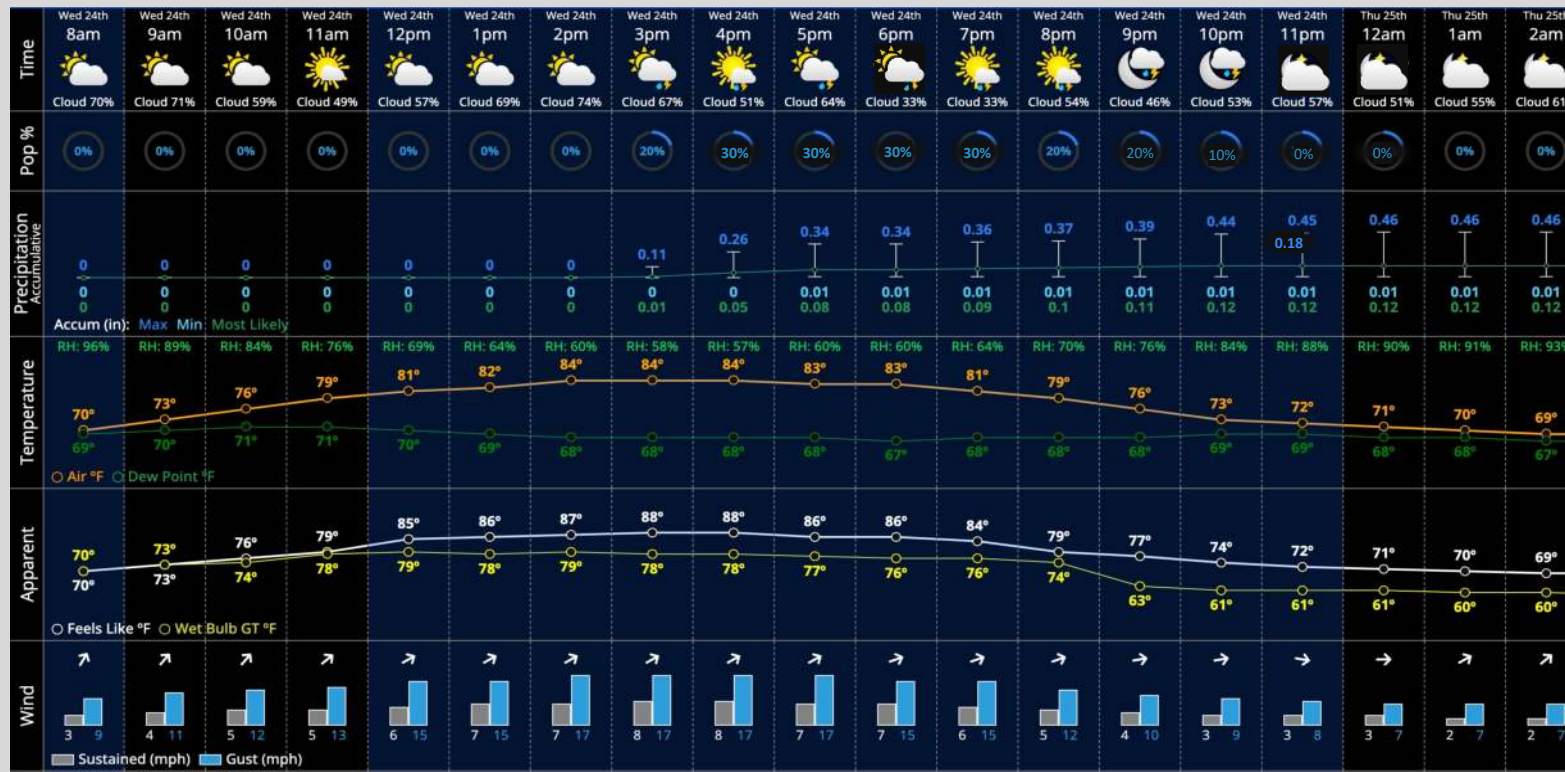 Time
Wed 24th Wed 24th Wed 24th Wed 24th Wed 24th Wed 24th Wed 24th Wed 24th Wed 24th Wed 24th Wed 24th Wed 24th Wed 24th Wed 24th Wed 24th Wed 24th Thu 25th Thu 25th Thu 25th
8am 9am 10am 11am 12pm 1pm 2pm 3pm 4pm 5pm 6pm 7pm 8pm 9pm 10pm 11pm 12am 1am 2am
Cloud 70% Cloud 71% Cloud 59% Cloud 49% Cloud 57% Cloud 69% Cloud 74% Cloud 67% Cloud 51% Cloud 64% Cloud 33% Cloud 33% Cloud 54% Cloud 46% Cloud 53% Cloud 57% Cloud 51% Cloud 55% Cloud 61%
Pop %
0% 0% 0% 0% 0% 0% 0% 20% 30% 30% 30% 30% 20% 20% 10% 0% 0% 0% 0%
Precipitation
Accumulative
0 0 0 0 0 0 0 0.11 0.26 0.34 0.34 0.36 0.37 0.39 0.44 0.45 0.46 0.46 0.46
0.18
0 0 0 0 0 0 0 0 0 0.01 0.01 0.01 0.01 0.01 0.01 0.01 0.01 0.01 0.01
0 0 0 0 0 0 0 0.01 0.05 0.08 0.08 0.09 0.1 0.11 0.12 0.12 0.12 0.12 0.12
Accum (in): Max Min Most Likely
Temperature
RH: 96% RH: 89% RH: 84% RH: 76% RH: 69% RH: 64% RH: 60% RH: 58% RH: 57% RH: 60% RH: 60% RH: 64% RH: 70% RH: 76% RH: 84% RH: 88% RH: 90% RH: 91% RH: 93%
70° 73° 76° 79° 81° 82° 84° 84° 84° 83° 83° 81° 79° 76° 73° 72° 71° 70° 69°
69° 70° 71° 71° 70° 69° 68° 68° 68° 68° 67° 68° 68° 68° 69° 69° 68° 68° 67°
Air °F Dew Point °F
Apparent
70° 73° 76° 79° 85° 86° 87° 88° 88° 86° 86° 84° 79° 77° 74° 72° 71° 70° 69°
70° 73° 74° 78° 79° 78° 79° 78° 78° 77° 76° 76° 74° 63° 61° 61° 61° 60° 60°
Feels Like °F Wet Bulb GT °F
Wind
3 9 4 11 5 12 5 13 6 15 7 15 7 17 8 17 8 17 7 17 7 15 6 15 5 12 4 10 3 9 3 8 3 7 2 7 2 7
Sustained (mph) Gust (mph)